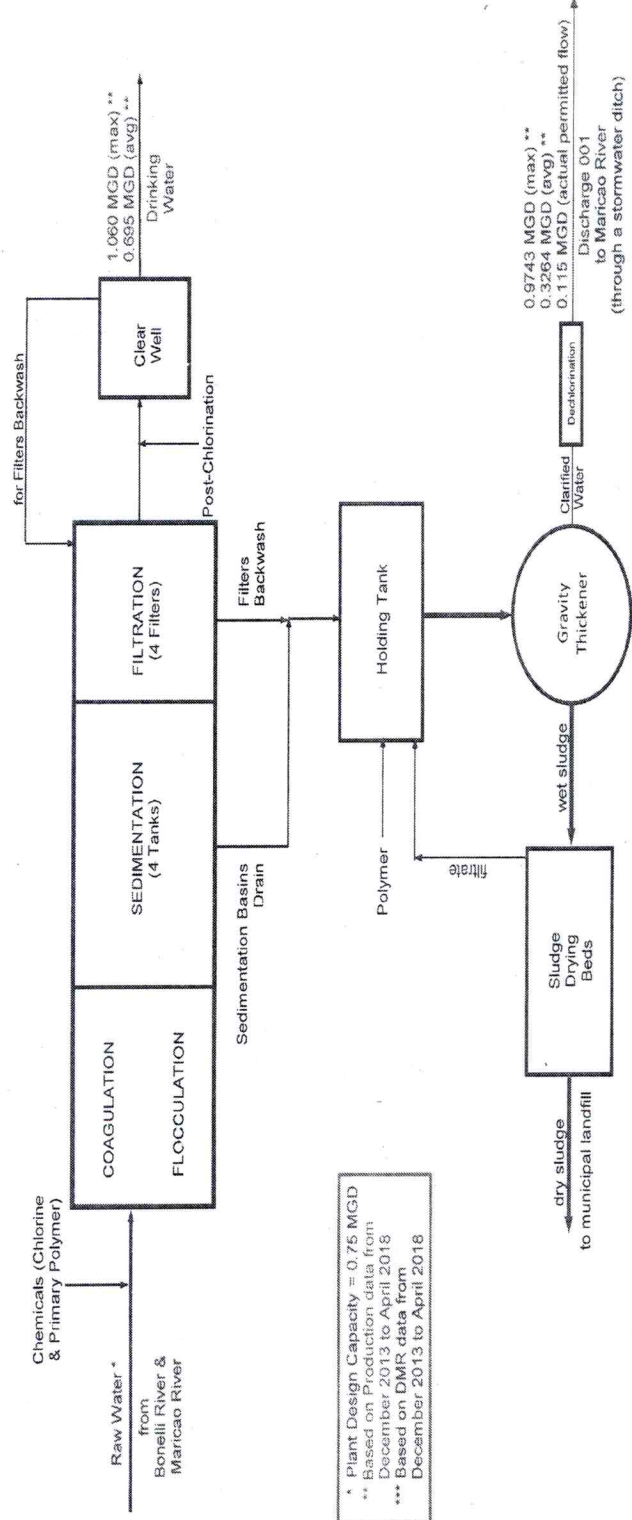 Chemicals (Chlorine
& Primary Polymer)
Raw Water *
from
Bonelli River &
Maricao River
COAGULATION
FLOCCULATION
SEDIMENTATION
(4 Tanks)
FILTRATION
(4 Filters)
for Filters Backwash
Clear
Well
1.060 MGD (max) **
0.695 MGD (avg) **
Drinking
Water
Post-Chlorination
Sedimentation Basins
Drain
Filters
Backwash
Polymer
Holding Tank
filtrate
Gravity
Thickener
Clarified
Water
Dechlorination
0.9743 MGD (max) **
0.3264 MGD (avg) **
0.115 MGD (actual permitted flow)
Discharge 001
to Maricao River
(through a stormwater ditch)
wet sludge
Sludge
Drying
Beds
dry sludge
to municipal landfill
* Plant Design Capacity = 0.75 MGD
** Based on Production data from
December 2013 to April 2018
*** Based on DMR data from
December 2013 to April 2018